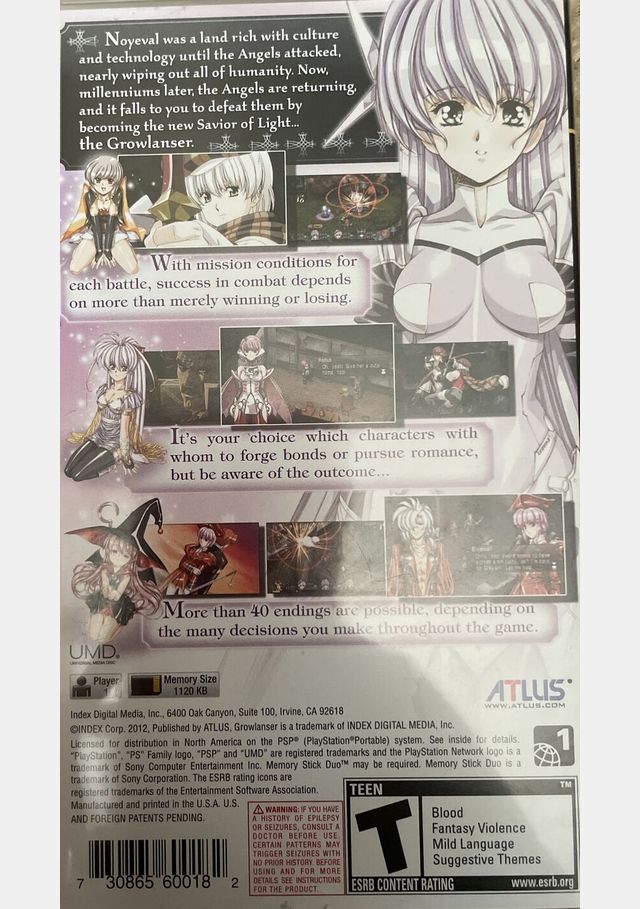 Noyeval was a land rich with culture
and technology until the Angels attacked,
nearly wiping out all of humanity. Now,
millenniums later, the Angels are returning,
and it falls to you to defeat them by
becoming the new Savior of Light...
the Growlanser.
With mission conditions for
each battle, success in combat depends
on more than merely winning or losing.
It's your choice which characters with
whom to forge bonds or pursue romance,
but be aware of the outcome...
More than 40 endings are possible, depending on
the many decisions you make throughout the game.
UMD®
UNIVERSAL MEDIA DISC
Player
1
Memory Size
1120 KB
ATLUS®
WWW.ATLUS.COM
Index Digital Media, Inc., 6400 Oak Canyon, Suite 100, Irvine, CA 92618
©INDEX Corp. 2012, Published by ATLUS, Growlanser is a trademark of INDEX DIGITAL MEDIA, Inc.
Licensed for distribution in North America on the PSP® (PlayStation®Portable) system. See inside for details.
"PlayStation", "PS" Family logo, "PSP" and "UMD" are registered trademarks and the PlayStation Network logo is a
trademark of Sony Computer Entertainment Inc. Memory Stick Duo™ may be required. Memory Stick Duo is a
trademark of Sony Corporation. The ESRB rating icons are
registered trademarks of the Entertainment Software Association.
Manufactured and printed in the U.S.A. U.S.
AND FOREIGN PATENTS PENDING.
1
WARNING: IF YOU HAVE
A HISTORY OF EPILEPSY
OR SEIZURES, CONSULT A
DOCTOR BEFORE USE.
CERTAIN PATTERNS MAY
TRIGGER SEIZURES WITH
NO PRIOR HISTORY. BEFORE
USING AND FOR MORE
DETAILS SEE INSTRUCTIONS
FOR THE PRODUCT.
TEEN ™
T
Blood
Fantasy Violence
Mild Language
Suggestive Themes
ESRB CONTENT RATING www.esrb.org
7 30865 60018 2